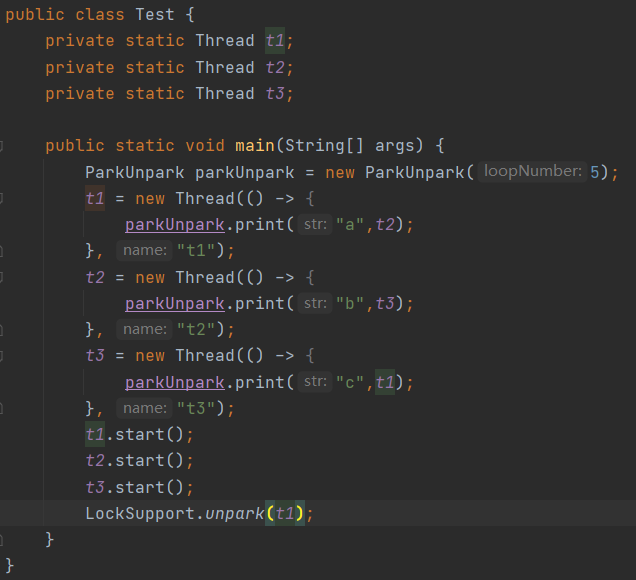 public class Test {
    private static Thread t1;
    private static Thread t2;
    private static Thread t3;
    public static void main(String[] args) {
        ParkUnpark parkUnpark = new ParkUnpark( loopNumber: 5);
        t1 = new Thread(() -> {
            parkUnpark.print( str: "a",t2);
        }, name: "t1");
        t2 = new Thread(() -> {
            parkUnpark.print( str: "b",t3);
        }, name: "t2");
        t3 = new Thread(() -> {
            parkUnpark.print( str: "c",t1);
        }, name: "t3");
        t1.start();
        t2.start();
        t3.start();
        LockSupport.unpark(t1);
    }
}